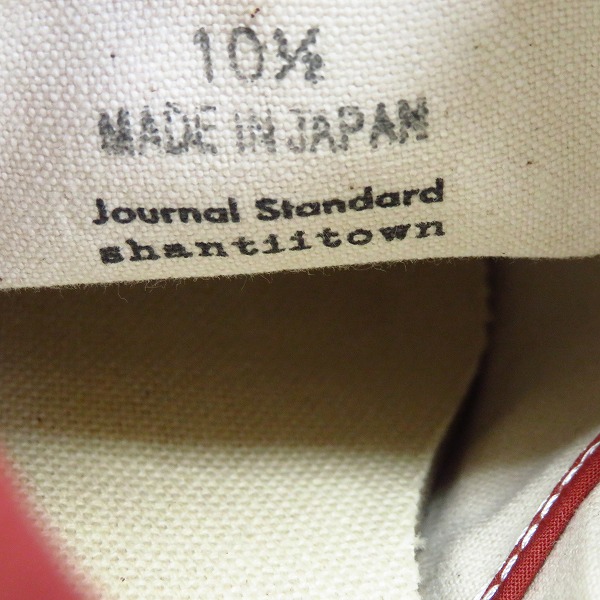 10½
MADE IN JAPAN
Journal Standard
shantiitown